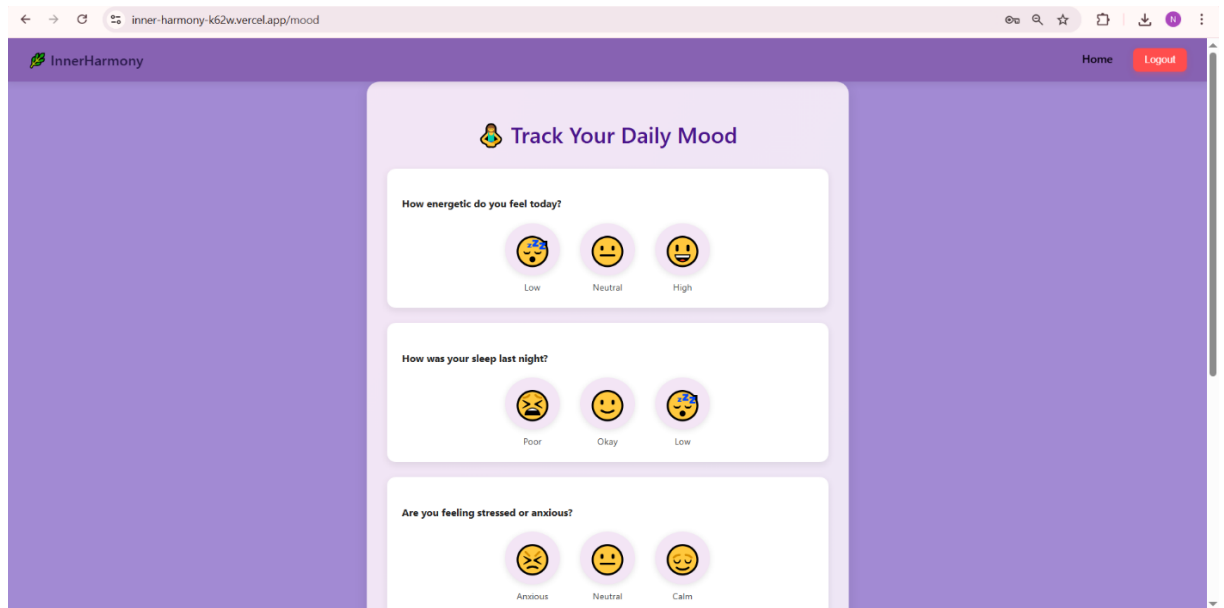 inner-harmony-k62w.vercel.app/mood
N
InnerHarmony
Home
Logout
Track Your Daily Mood
How energetic do you feel today?
Low Neutral High
How was your sleep last night?
Poor Okay Low
Are you feeling stressed or anxious?
Anxious Neutral Calm